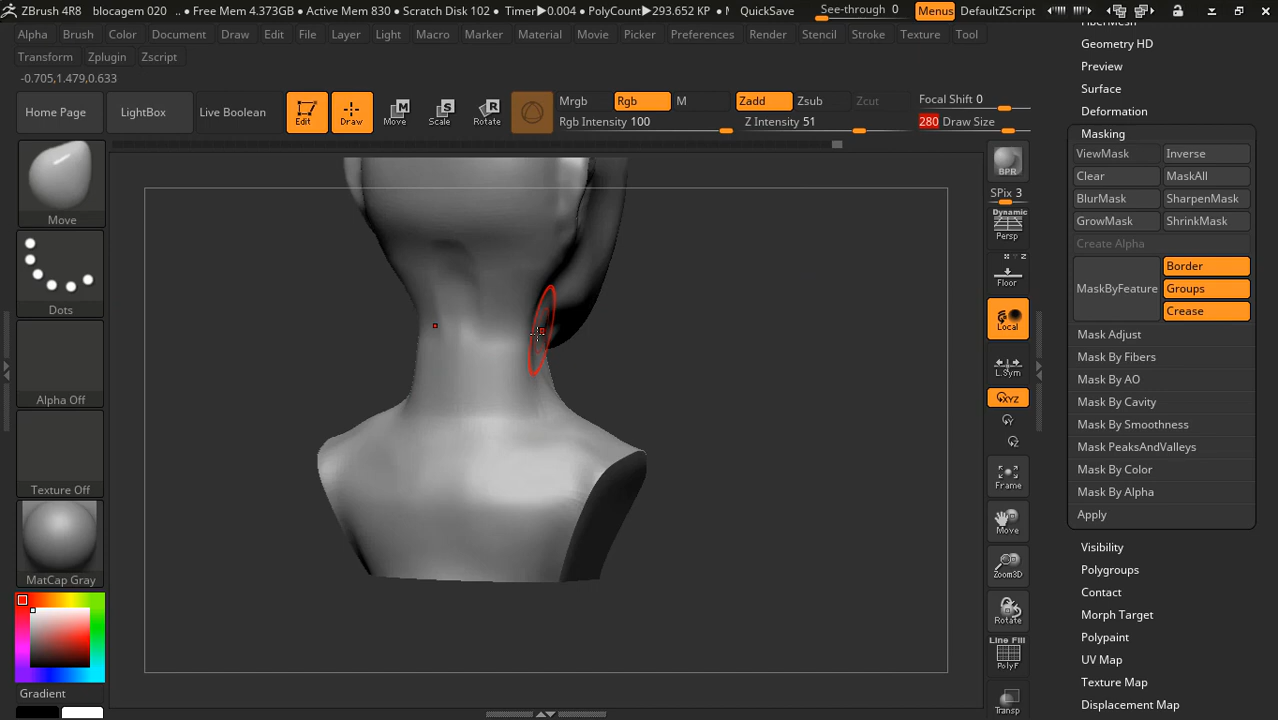 ZBrush 4R8 blocagem 020 .. • Free Mem 4.373GB • Active Mem 830 • Scratch Disk 102 • Timer▶0.004 • PolyCount▶293.652 KP • M QuickSave See-through 0 Menus DefaultZScript
Alpha Brush Color Document Draw Edit File Layer Light Macro Marker Material Movie Picker Preferences Render Stencil Stroke Texture Tool
Transform Zplugin Zscript
-0.705,1.479,0.633
Home Page LightBox Live Boolean Edit Draw Move Scale Rotate
Mrgb Rgb M Zadd Zsub Zcut Focal Shift 0
Rgb Intensity 100 Z Intensity 51 280 Draw Size
Move
Dots
Alpha Off
Texture Off
MatCap Gray
Gradient
BPR
SPix 3
Dynamic
Persp
Floor
Local
L.Sym
XYZ
Y
Z
Frame
Move
Zoom3D
Rotate
Line Fill
PolyF
Transp
FiberMesh
Geometry HD
Preview
Surface
Deformation
Masking
ViewMask Inverse
Clear MaskAll
BlurMask SharpenMask
GrowMask ShrinkMask
Create Alpha
MaskByFeature Border
Groups
Crease
Mask Adjust
Mask By Fibers
Mask By AO
Mask By Cavity
Mask By Smoothness
Mask PeaksAndValleys
Mask By Color
Mask By Alpha
Apply
Visibility
Polygroups
Contact
Morph Target
Polypaint
UV Map
Texture Map
Displacement Map